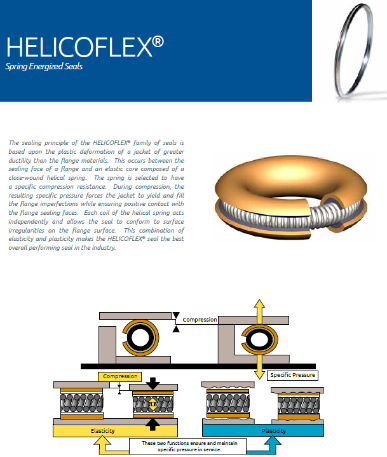 HELICOFLEX®
Spring Energized Seals
The sealing principle of the HELICOFLEX® family of seals is
based upon the plastic deformation of a jacket of greater
ductility than the flange materials. This occurs between the
sealing face of a flange and an elastic core composed of a
close-wound helical spring. The spring is selected to have
a specific compression resistance. During compression, the
resulting specific pressure forces the jacket to yield and fill
the flange imperfections while ensuring positive contact with
the flange sealing faces. Each coil of the helical spring acts
independently and allows the seal to conform to surface
irregularities on the flange surface. This combination of
elasticity and plasticity makes the HELICOFLEX® seal the best
overall performing seal in the industry.
Compression
Compression
Specific Pressure
Elasticity
Plasticity
These two functions ensure and maintain
specific pressure in service